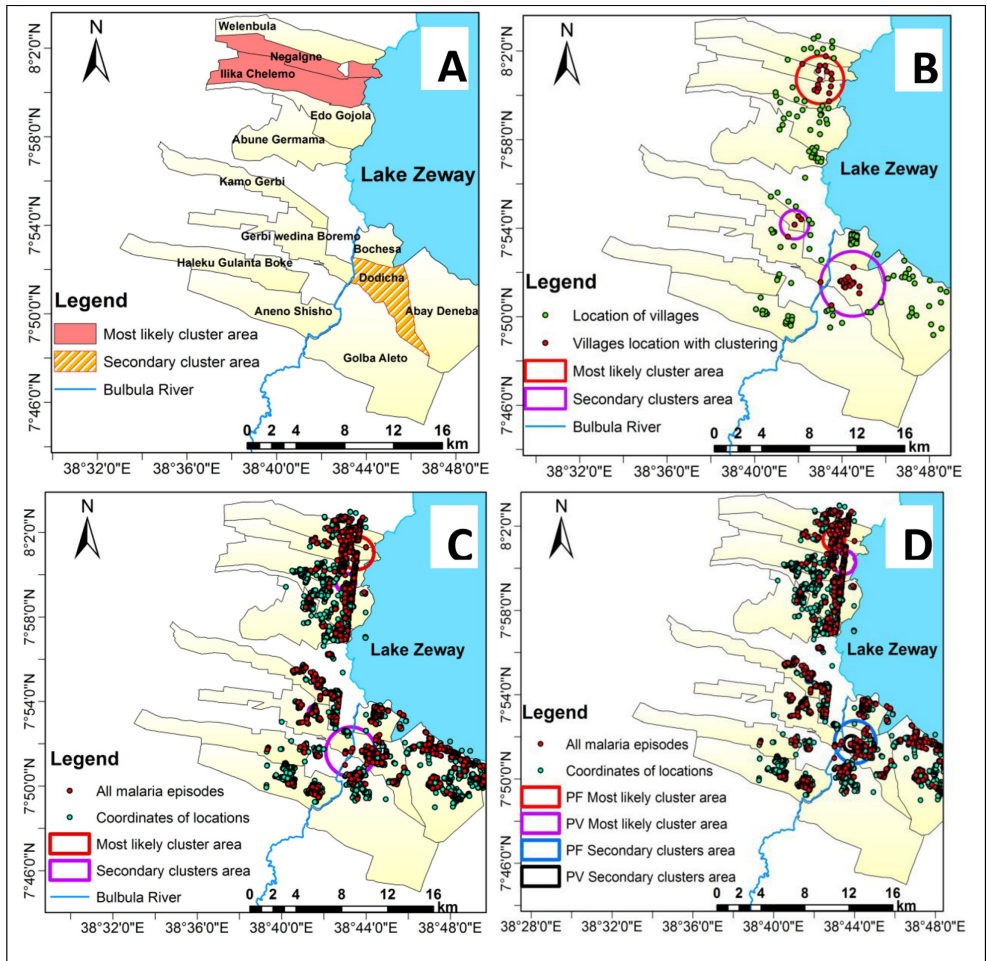 A
N
8°2'0"N
7°58'0"N
7°54'0"N
7°50'0"N
7°46'0"N
Welenbula
Negalgne
Ilika Chelemo
Edo Gojola
Abune Germama
Lake Zeway
Kamo Gerbi
Gerbi wedina Boremo
Bochesa
Haleku Gulanta Boke
Dodicha
Aneno Shisho
Abay Deneba
Golba Aleto
Legend
Most likely cluster area
Secondary cluster area
Bulbula River
0 2 4 8 12 16
km
38°32'0"E 38°36'0"E 38°40'0"E 38°44'0"E 38°48'0"E
B
N
8°2'0"N
7°58'0"N
7°54'0"N
7°50'0"N
7°46'0"N
Lake Zeway
Legend
Location of villages
Villages location with clustering
Most likely cluster area
Secondary clusters area
Bulbula River
0 2 4 8 12 16
km
38°32'0"E 38°36'0"E 38°40'0"E 38°44'0"E 38°48'0"E
C
N
8°2'0"N
7°58'0"N
7°54'0"N
7°50'0"N
7°46'0"N
Lake Zeway
Legend
All malaria episodes
Coordinates of locations
Most likely cluster area
Secondary clusters area
Bulbula River
0 2 4 8 12 16
km
38°32'0"E 38°36'0"E 38°40'0"E 38°44'0"E 38°48'0"E
D
N
8°2'0"N
7°58'0"N
7°54'0"N
7°50'0"N
7°46'0"N
Lake Zeway
Legend
All malaria episodes
Coordinates of locations
PF Most likely cluster area
PV Most likely cluster area
PF Secondary clusters area
PV Secondary clusters area
0 2 4 8 12 16
km
38°28'0"E 38°32'0"E 38°36'0"E 38°40'0"E 38°44'0"E 38°48'0"E